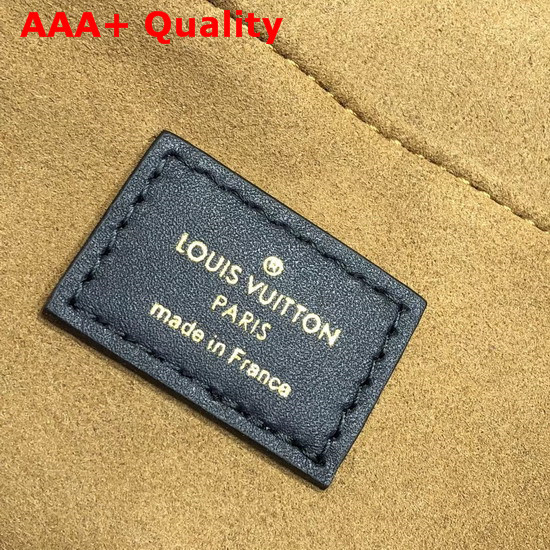 AAA+ Quality
LOUIS VUITTON
PARIS
made in France